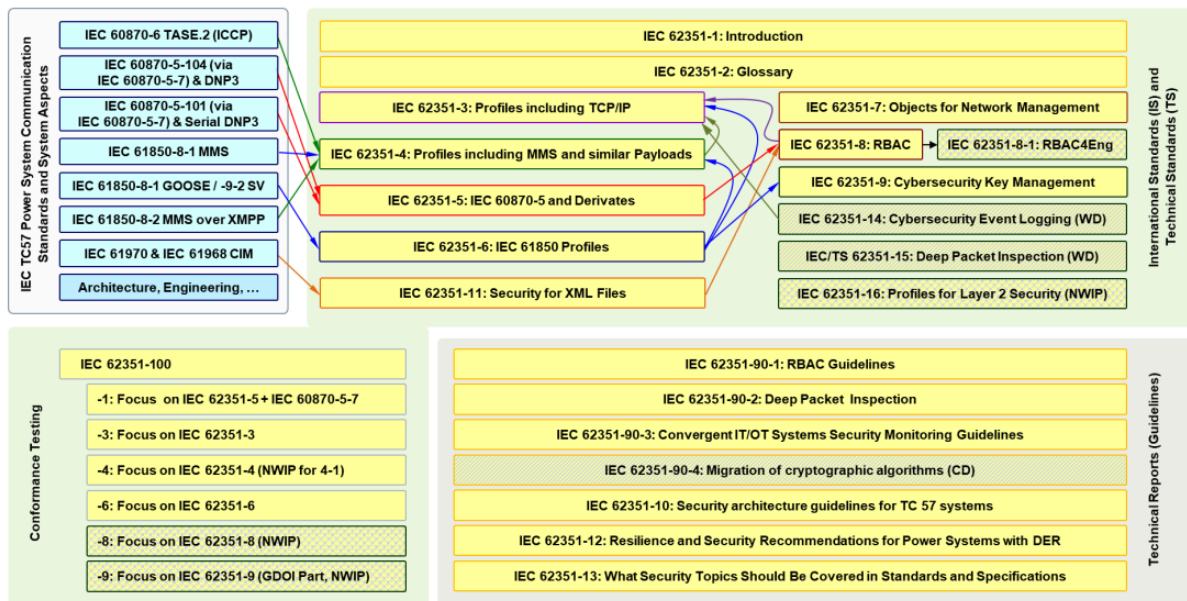 IEC TC57 Power System Communication
Standards and System Aspects
IEC 60870-6 TASE.2 (ICCP)
IEC 60870-5-104 (via
IEC 60870-5-7) & DNP3
IEC 60870-5-101 (via
IEC 60870-5-7) & Serial DNP3
IEC 61850-8-1 MMS
IEC 61850-8-1 GOOSE / -9-2 SV
IEC 61850-8-2 MMS over XMPP
IEC 61970 & IEC 61968 CIM
Architecture, Engineering, …
IEC 62351-1: Introduction
IEC 62351-2: Glossary
IEC 62351-3: Profiles including TCP/IP
IEC 62351-4: Profiles including MMS and similar Payloads
IEC 62351-5: IEC 60870-5 and Derivates
IEC 62351-6: IEC 61850 Profiles
IEC 62351-11: Security for XML Files
IEC 62351-7: Objects for Network Management
IEC 62351-8: RBAC
IEC 62351-8-1: RBAC4Eng
IEC 62351-9: Cybersecurity Key Management
IEC 62351-14: Cybersecurity Event Logging (WD)
IEC/TS 62351-15: Deep Packet Inspection (WD)
IEC 62351-16: Profiles for Layer 2 Security (NWIP)
International Standards (IS) and
Technical Standards (TS)
Conformance Testing
IEC 62351-100
-1: Focus on IEC 62351-5 + IEC 60870-5-7
-3: Focus on IEC 62351-3
-4: Focus on IEC 62351-4 (NWIP for 4-1)
-6: Focus on IEC 62351-6
-8: Focus on IEC 62351-8 (NWIP)
-9: Focus on IEC 62351-9 (GDOI Part, NWIP)
IEC 62351-90-1: RBAC Guidelines
IEC 62351-90-2: Deep Packet Inspection
IEC 62351-90-3: Convergent IT/OT Systems Security Monitoring Guidelines
IEC 62351-90-4: Migration of cryptographic algorithms (CD)
IEC 62351-10: Security architecture guidelines for TC 57 systems
IEC 62351-12: Resilience and Security Recommendations for Power Systems with DER
IEC 62351-13: What Security Topics Should Be Covered in Standards and Specifications
Technical Reports (Guidelines)